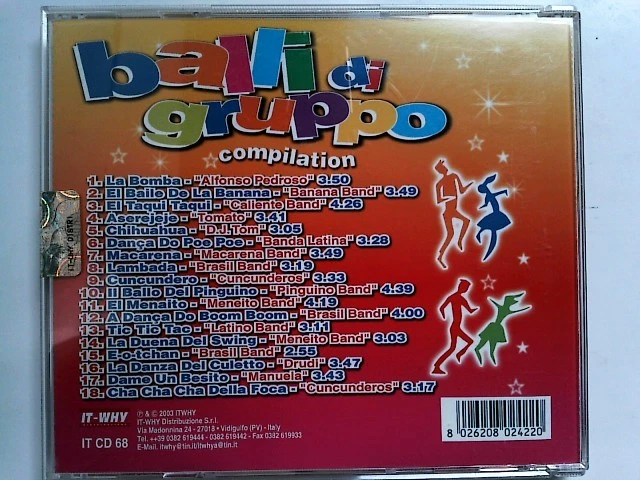 balli di
gruppo
compilation
1. La Bomba - "Alfonso Pedroso" 3.50
2. El Baile De La Banana - "Banana Band" 3.49
3. El Taqui Taqui - "Caliente Band" 4.26
4. Aserejeje - "Tomato" 3.41
5. Chihuahua - "D.J. Tom" 3.05
6. Dança Do Poe Poe - "Banda Latina" 3.28
7. Macarena - "Macarena Band" 3.49
8. Lambada - "Brasil Band" 3.19
9. Cuncundero - "Cuncunderos" 3.33
10. Il Ballo Del Pinguino - "Pinguino Band" 4.39
11. El Meneito - "Meneito Band" 4.19
12. A Dança Do Boom Boom - "Brasil Band" 4.00
13. Tic Tic Tac - "Latino Band" 3.11
14. La Duena Del Swing - "Meneito Band" 3.03
15. E-o-tchan - "Brasil Band" 2.55
16. La Danza Del Culetto - "Drudi" 3.47
17. Dame Un Besito - "Manuela" 3.43
18. Cha Cha Cha Della Foca - "Cuncunderos" 3.17
IT-WHY
IT CD 68
℗ & © 2003 ITWHY
IT-WHY Distribuzione S.r.l.
Via Madonnina 24 - 27018 - Vidigulfo (PV) - Italy
Tel. ++39 0382 619444 - 0382 619442 - Fax 0382 619933
E-Mail. itwhy@tin.it/itwhya@tin.it
8 026208 024220